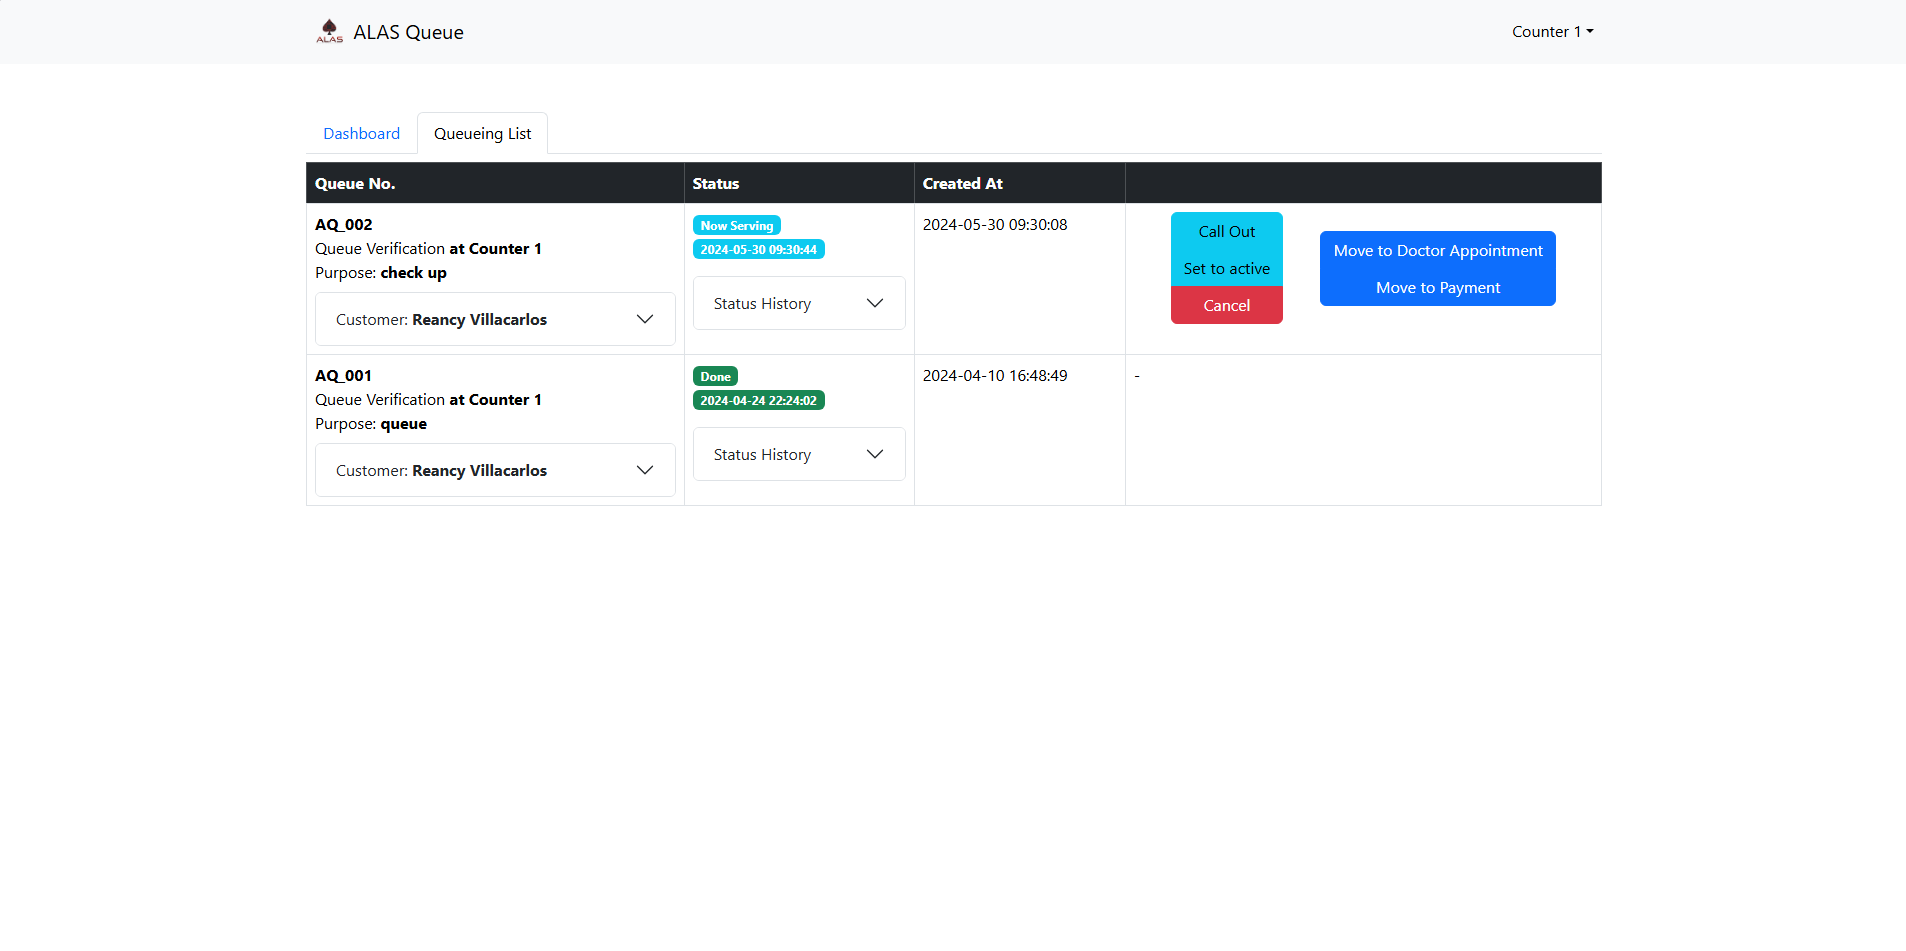 ALAS
ALAS Queue
Counter 1
Dashboard
Queueing List
Queue No.
Status
Created At
AQ_002
Queue Verification at Counter 1
Purpose: check up
Customer: Reancy Villacarlos
Now Serving
2024-05-30 09:30:44
Status History
2024-05-30 09:30:08
Call Out
Set to active
Cancel
Move to Doctor Appointment
Move to Payment
AQ_001
Queue Verification at Counter 1
Purpose: queue
Customer: Reancy Villacarlos
Done
2024-04-24 22:24:02
Status History
2024-04-10 16:48:49
-